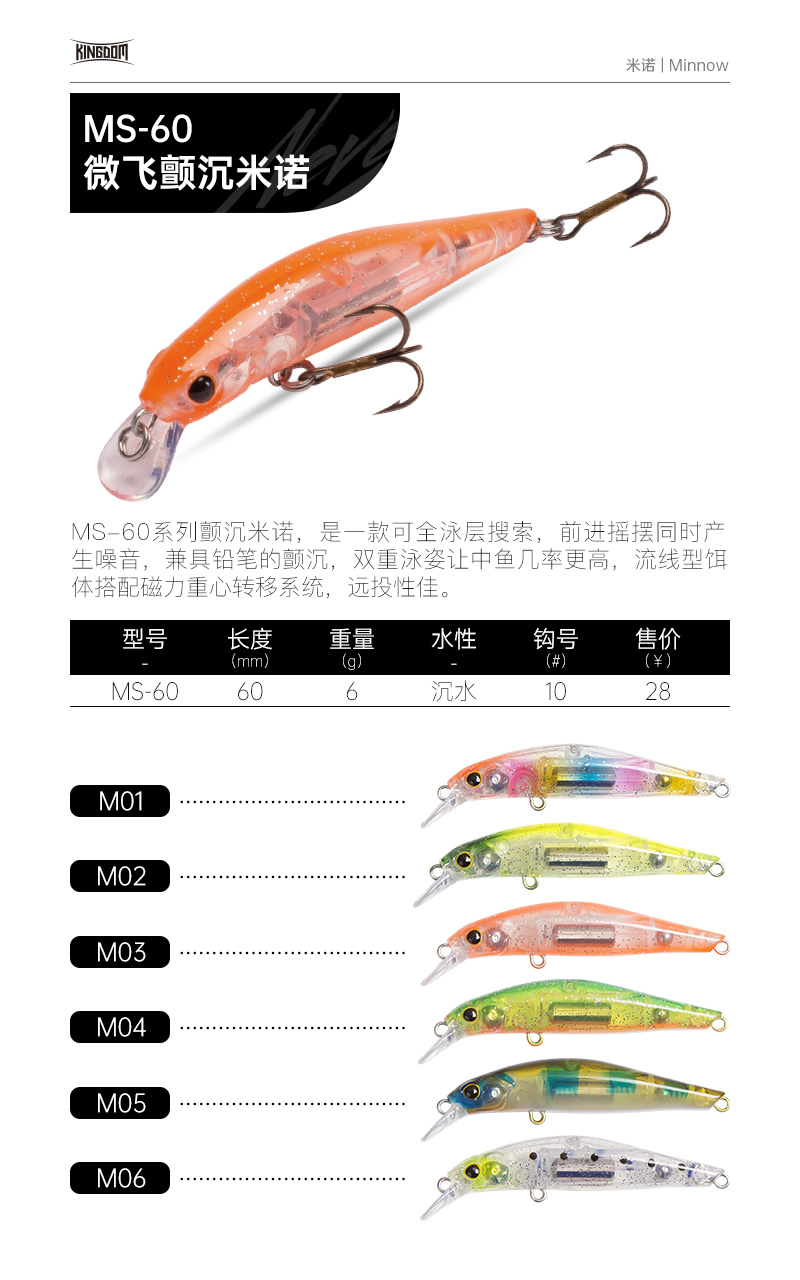 KINGDOM
米诺 | Minnow
MS-60
微飞颤沉米诺
MS-60系列颤沉米诺，是一款可全泳层搜索，前进摇摆同时产
生噪音，兼具铅笔的颤沉，双重泳姿让中鱼几率更高，流线型饵
体搭配磁力重心转移系统，远投性佳。
型号 长度 重量 水性 钩号 售价
- (mm) (g) - (#) (¥)
MS-60 60 6 沉水 10 28
M01
M02
M03
M04
M05
M06